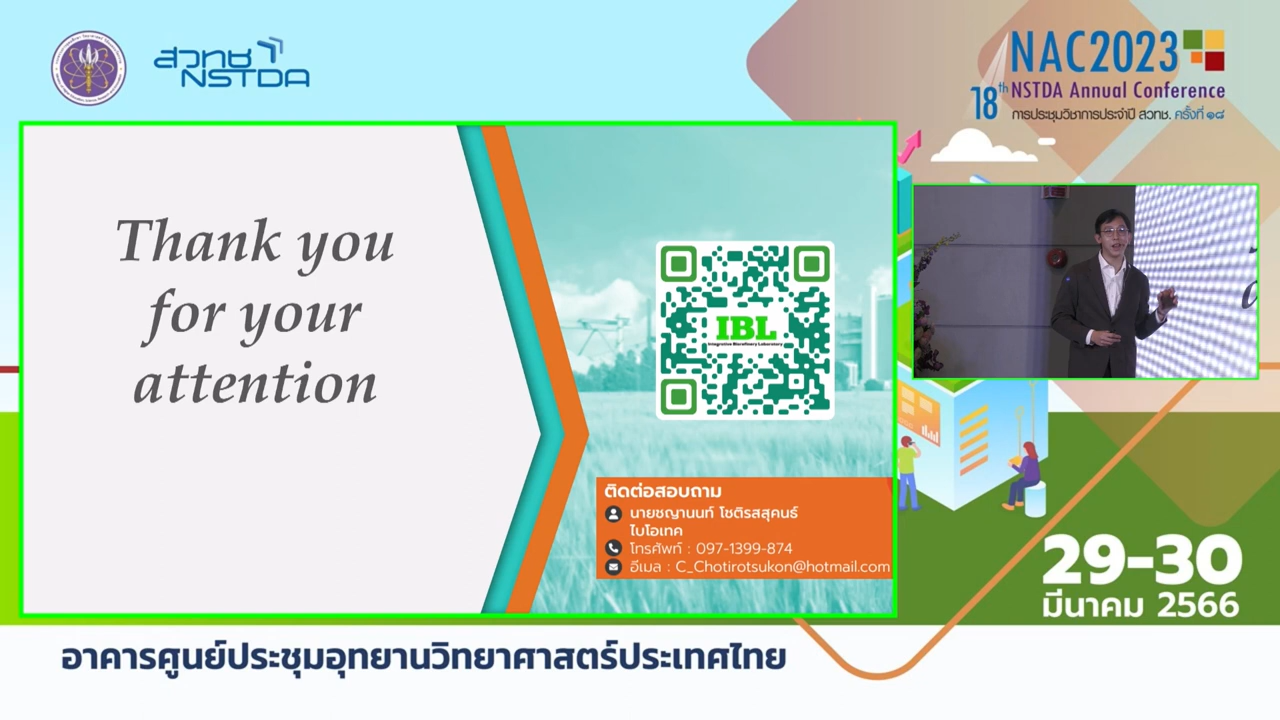 สวทช
NSTDA
NAC2023
18th NSTDA Annual Conference
การประชุมวิชาการประจำปี สวทช. ครั้งที่ ๑๘
Thank you
for your
attention
IBL
Integrative Biorefinery Laboratory
ติดต่อสอบถาม
นายชญานนท์ โชติรสสุคนธ์
ไบโอเทค
โทรศัพท์ : 097-1399-874
อีเมล : C_Chotirotsukon@hotmail.com
29-30
มีนาคม 2566
อาคารศูนย์ประชุมอุทยานวิทยาศาสตร์ประเทศไทย